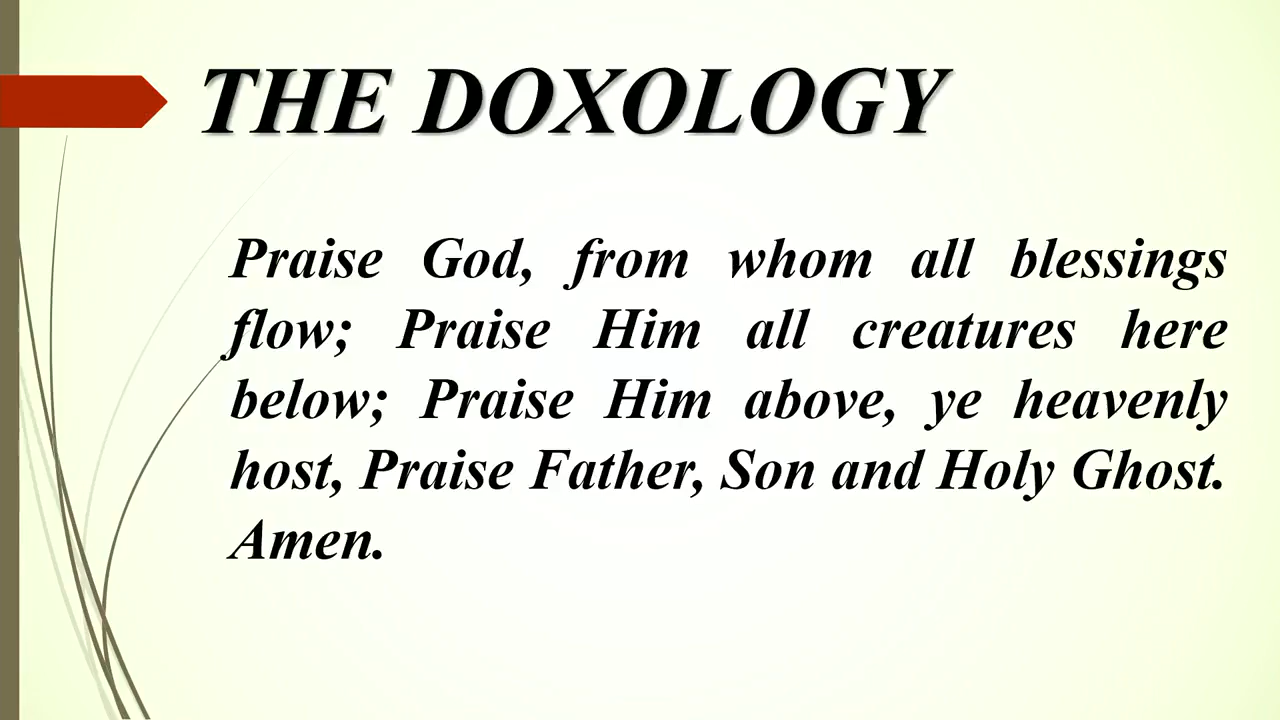 THE DOXOLOGY
Praise God, from whom all blessings
flow; Praise Him all creatures here
below; Praise Him above, ye heavenly
host, Praise Father, Son and Holy Ghost.
Amen.